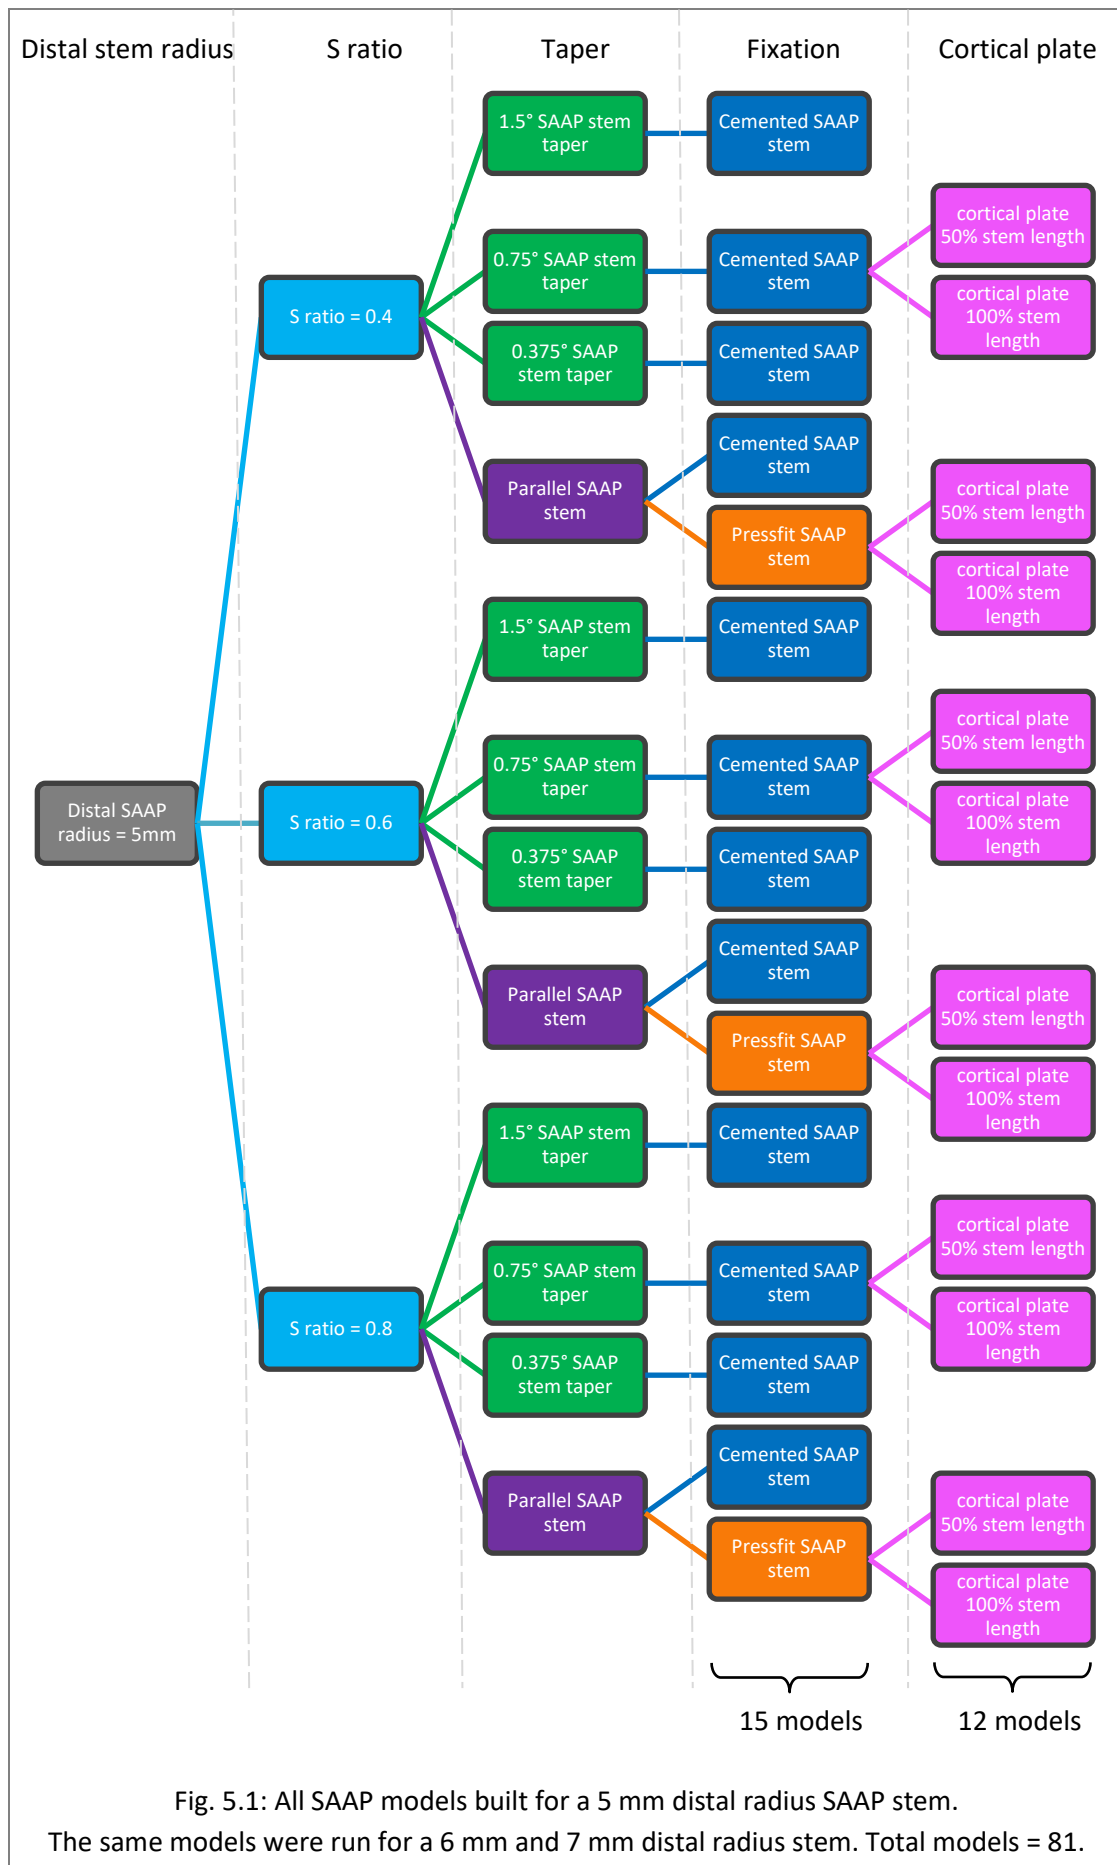 Distal stem radius
S ratio
Taper
Fixation
Cortical plate
1.5° SAAP stem
taper
Cemented SAAP
stem
cortical plate
50% stem length
0.75° SAAP stem
taper
Cemented SAAP
stem
S ratio = 0.4
cortical plate
100% stem
length
0.375° SAAP
stem taper
Cemented SAAP
stem
Cemented SAAP
stem
Parallel SAAP
stem
cortical plate
50% stem length
Pressfit SAAP
stem
cortical plate
100% stem
length
1.5° SAAP stem
taper
Cemented SAAP
stem
cortical plate
50% stem length
0.75° SAAP stem
taper
Cemented SAAP
stem
Distal SAAP
radius = 5mm
S ratio = 0.6
cortical plate
100% stem
length
0.375° SAAP
stem taper
Cemented SAAP
stem
Cemented SAAP
stem
Parallel SAAP
stem
cortical plate
50% stem length
Pressfit SAAP
stem
cortical plate
100% stem
length
1.5° SAAP stem
taper
Cemented SAAP
stem
cortical plate
50% stem length
0.75° SAAP stem
taper
Cemented SAAP
stem
S ratio = 0.8
cortical plate
100% stem
length
0.375° SAAP
stem taper
Cemented SAAP
stem
Cemented SAAP
stem
Parallel SAAP
stem
cortical plate
50% stem length
Pressfit SAAP
stem
cortical plate
100% stem
length
15 models
12 models
Fig. 5.1: All SAAP models built for a 5 mm distal radius SAAP stem.
The same models were run for a 6 mm and 7 mm distal radius stem. Total models = 81.